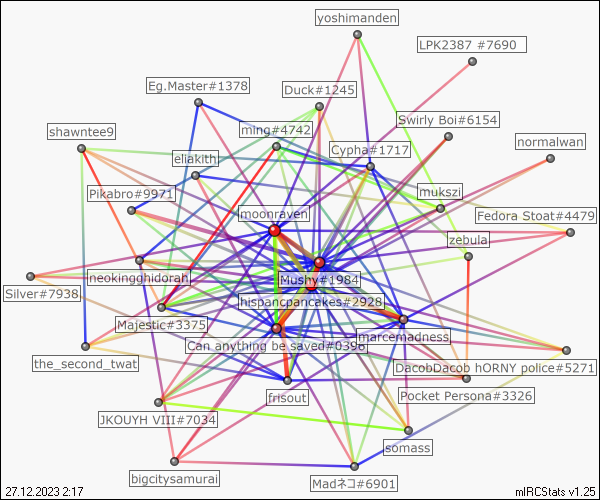 yoshimanden
LPK2387 #7690
Eg.Master#1378
Duck#1245
Swirly Boi#6154
shawntee9
ming#4742
Cypha#1717
normalwan
eliakith
Pikabro#9971
mukszi
moonraven
Fedora Stoat#4479
zebula
neokingghidorah
Mushy#1984
Silver#7938
hispancpancakes#2928
Majestic#3375
marcemadness
Can anything be saved#0396
the_second_twat
DacobDacob hORNY police#5271
frisout
Pocket Persona#3326
JKOUYH VIII#7034
somass
bigcitysamurai
Madネコ#6901
27.12.2023 2:17
mIRCStats v1.25